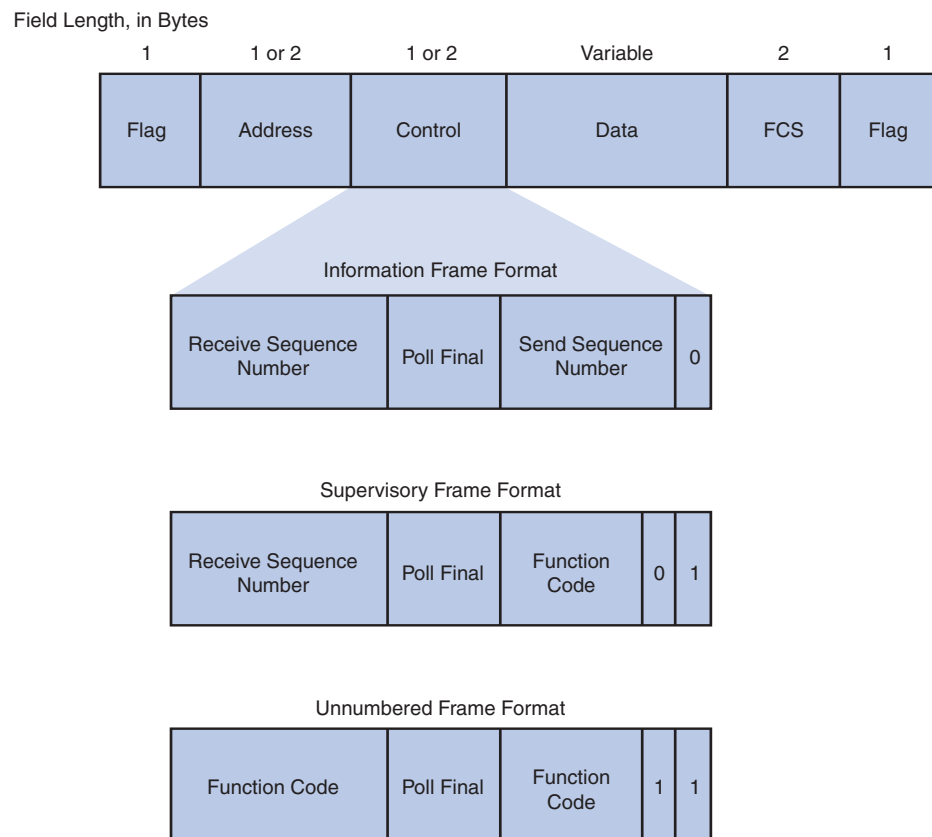 Field Length, in Bytes
1 1 or 2 1 or 2 Variable 2 1
Flag Address Control Data FCS Flag
Information Frame Format
Receive Sequence Number Poll Final Send Sequence Number 0
Supervisory Frame Format
Receive Sequence Number Poll Final Function Code 0 1
Unnumbered Frame Format
Function Code Poll Final Function Code 1 1